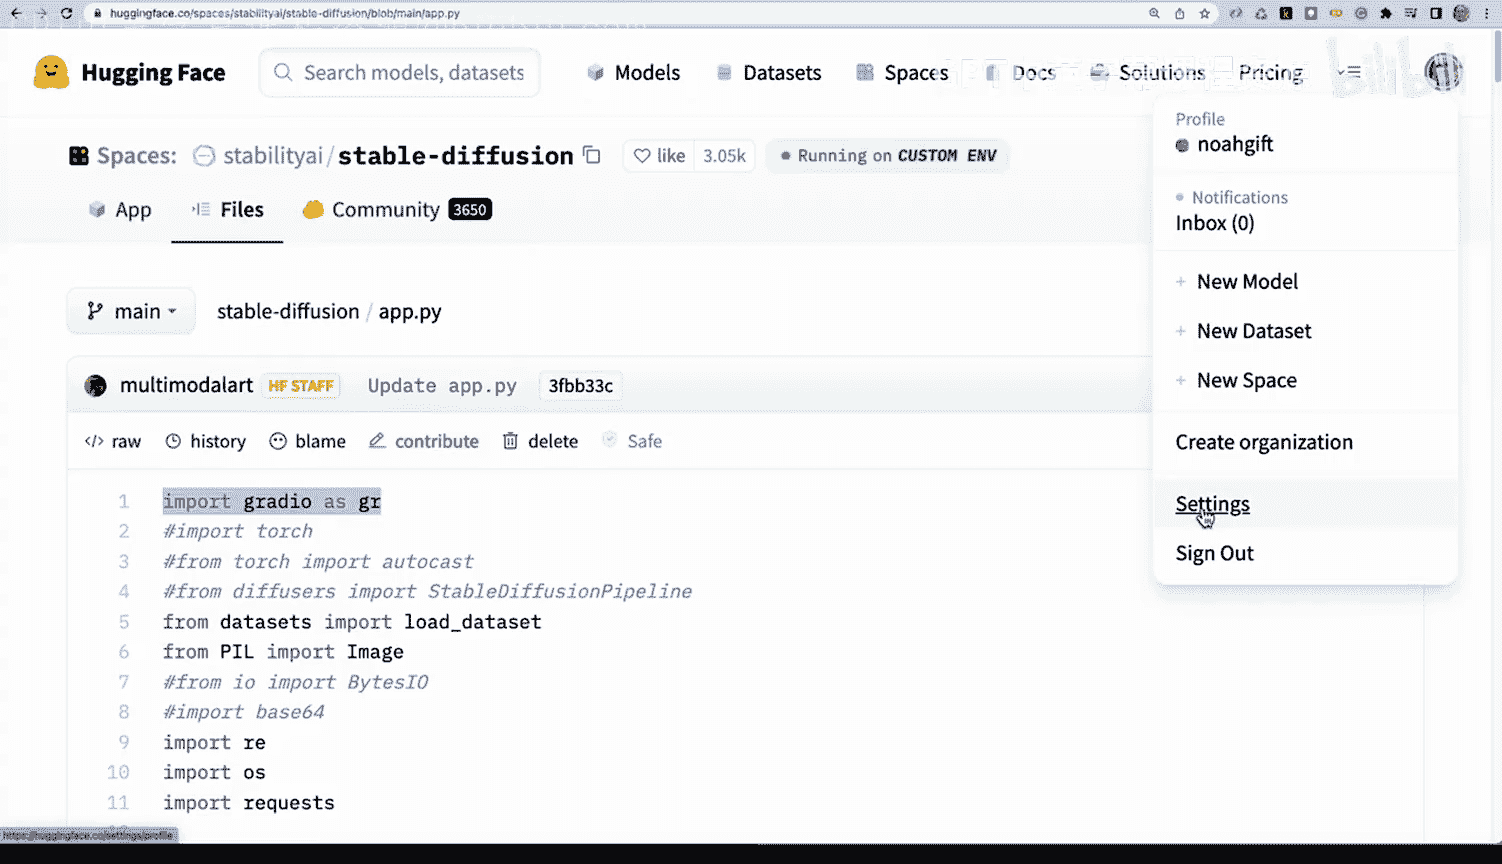 huggingface.co/spaces/stabilityai/stable-diffusion/blob/main/app.py
Hugging Face
Search models, datasets
Models
Datasets
Spaces
Docs
Solutions
Pricing
bilibili
Spaces: stabilityai/stable-diffusion
like 3.05k
Running on CUSTOM ENV
App
Files
Community 3650
main
stable-diffusion / app.py
multimodalart HF STAFF Update app.py 3fbb33c
raw history blame contribute delete Safe
1 import gradio as gr
2 #import torch
3 #from torch import autocast
4 #from diffusers import StableDiffusionPipeline
5 from datasets import load_dataset
6 from PIL import Image
7 #from io import BytesIO
8 #import base64
9 import re
10 import os
11 import requests
Profile
noahgift
Notifications
Inbox (0)
+ New Model
+ New Dataset
+ New Space
Create organization
Settings
Sign Out
https://huggingface.co/settings/profile